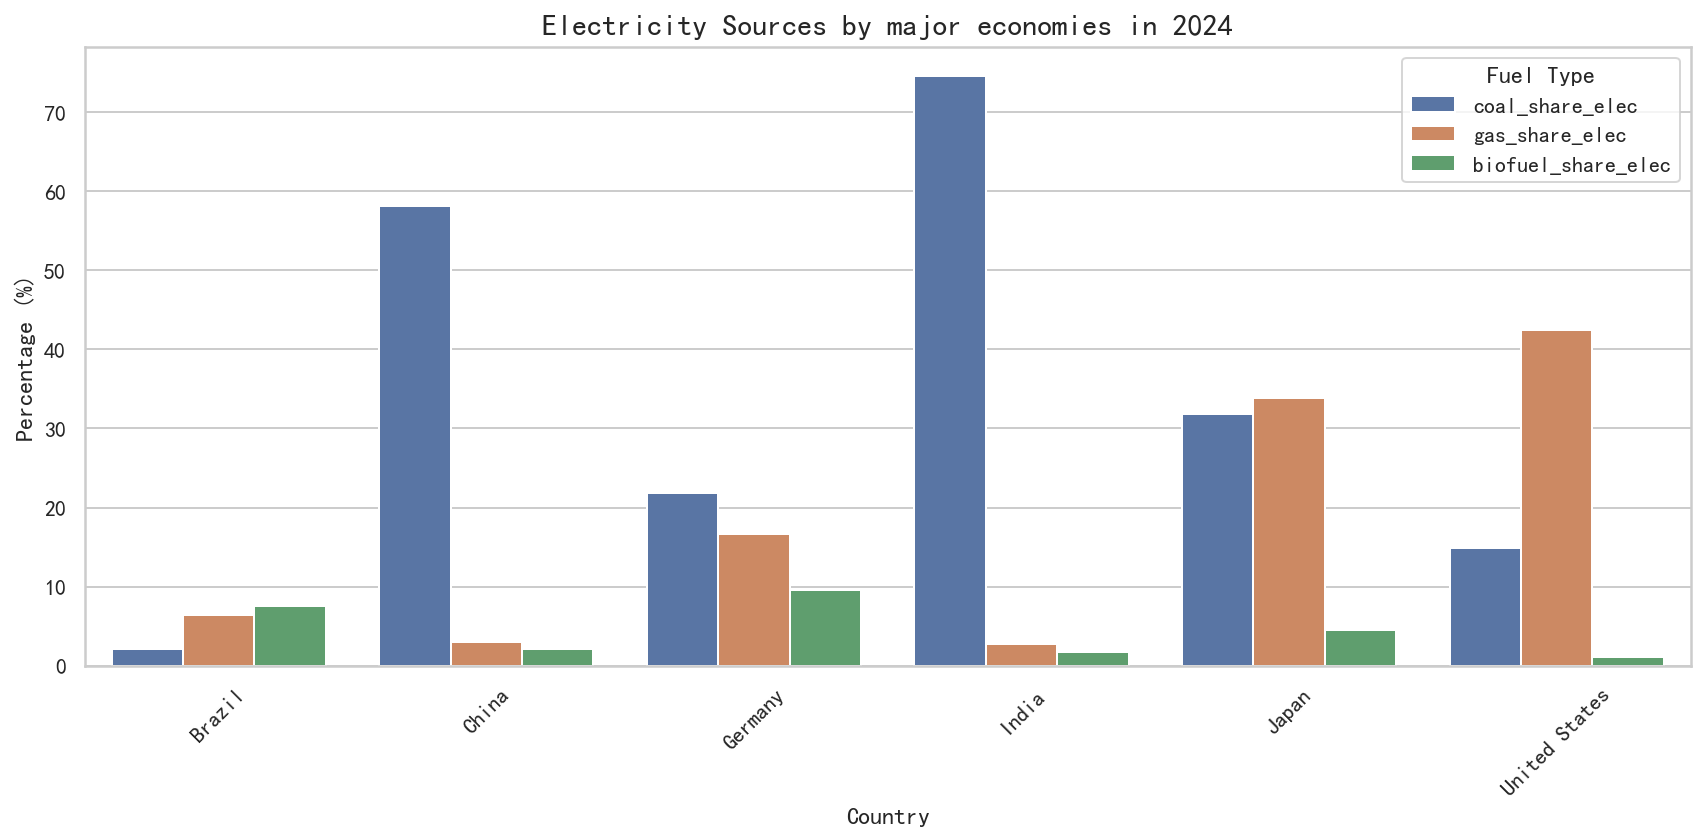 Electricity Sources by major economies in 2024
Fuel Type
coal_share_elec
gas_share_elec
biofuel_share_elec
Percentage (%)
70
60
50
40
30
20
10
0
Brazil
China
Germany
India
Japan
United States
Country